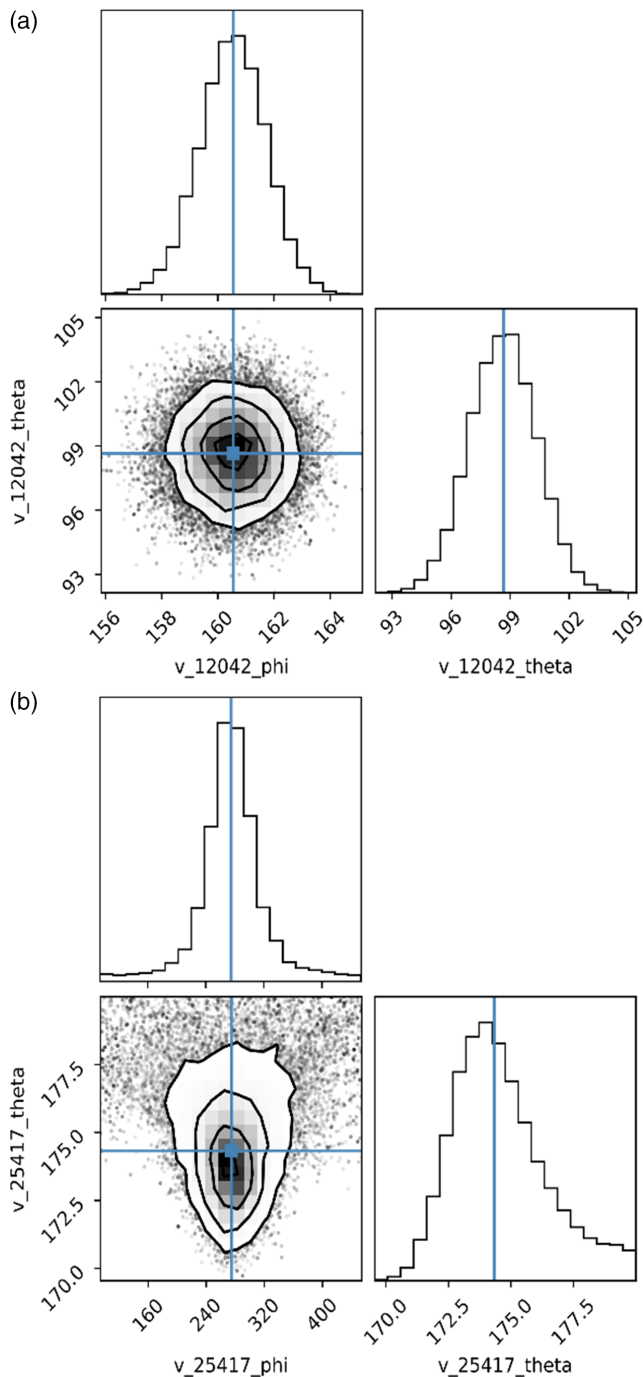 (a)
v_12042_theta
105
102
99
96
93
156 158 160 162 164
93 96 99 102 105
v_12042_phi
v_12042_theta
(b)
v_25417_theta
177.5
175.0
172.5
170.0
160 240 320 400
170.0 172.5 175.0 177.5
v_25417_phi
v_25417_theta